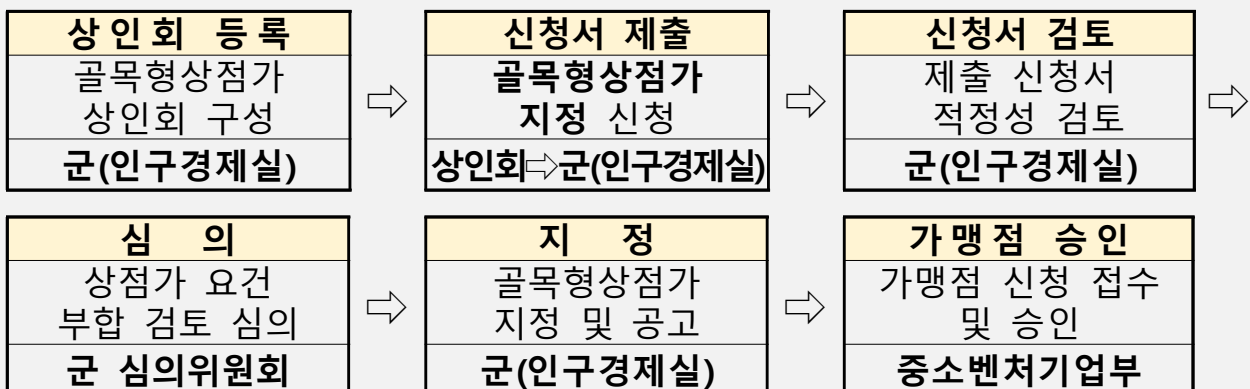 상인회 등록
골목형상점가
상인회 구성
군(인구경제실)
⇨
신청서 제출
골목형상점가
지정 신청
상인회⇨군(인구경제실)
⇨
신청서 검토
제출 신청서
적정성 검토
군(인구경제실)
⇨
심 의
상점가 요건
부합 검토 심의
군 심의위원회
⇨
지 정
골목형상점가
지정 및 공고
군(인구경제실)
⇨
가맹점 승인
가맹점 신청 접수
및 승인
중소벤처기업부